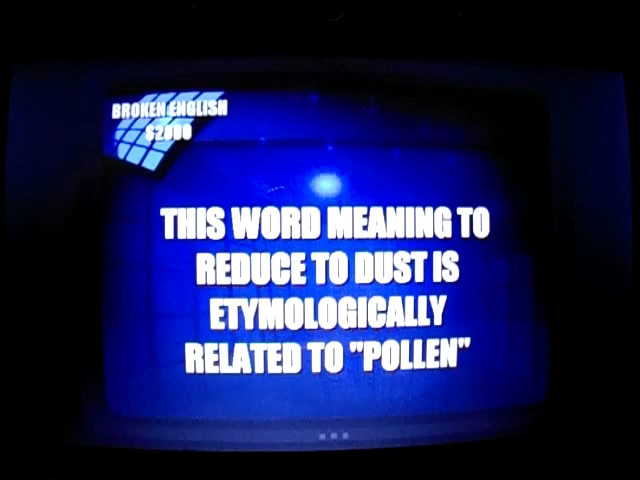 BROKEN ENGLISH
$2000
THIS WORD MEANING TO
REDUCE TO DUST IS
ETYMOLOGICALLY
RELATED TO "POLLEN"